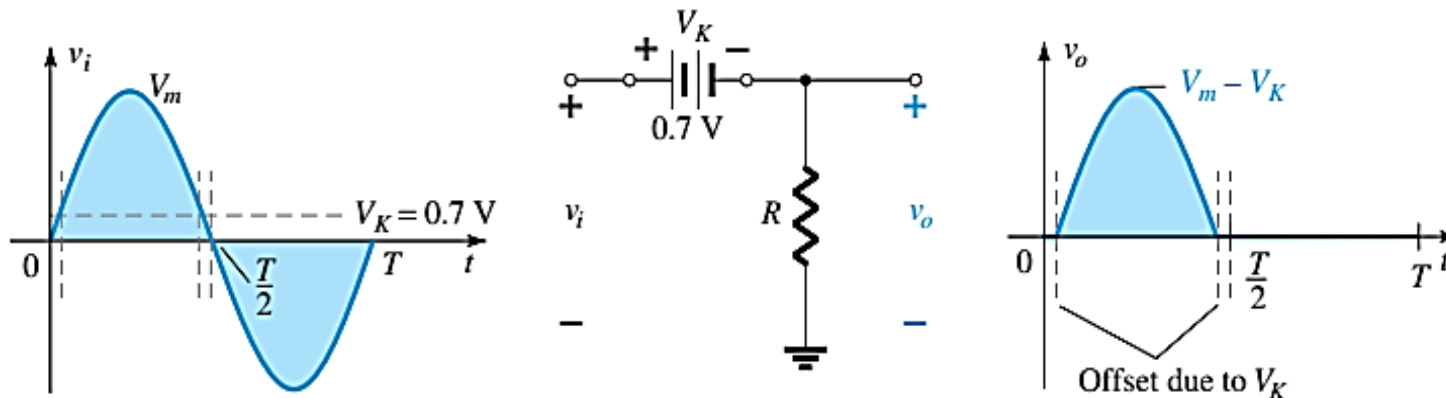 v_i
V_m
V_K = 0.7 V
0
T/2
T
t
V_K
+
−
+
+
0.7 V
v_i
R
v_o
−
−
v_o
V_m − V_K
0
T/2
T
t
Offset due to V_K